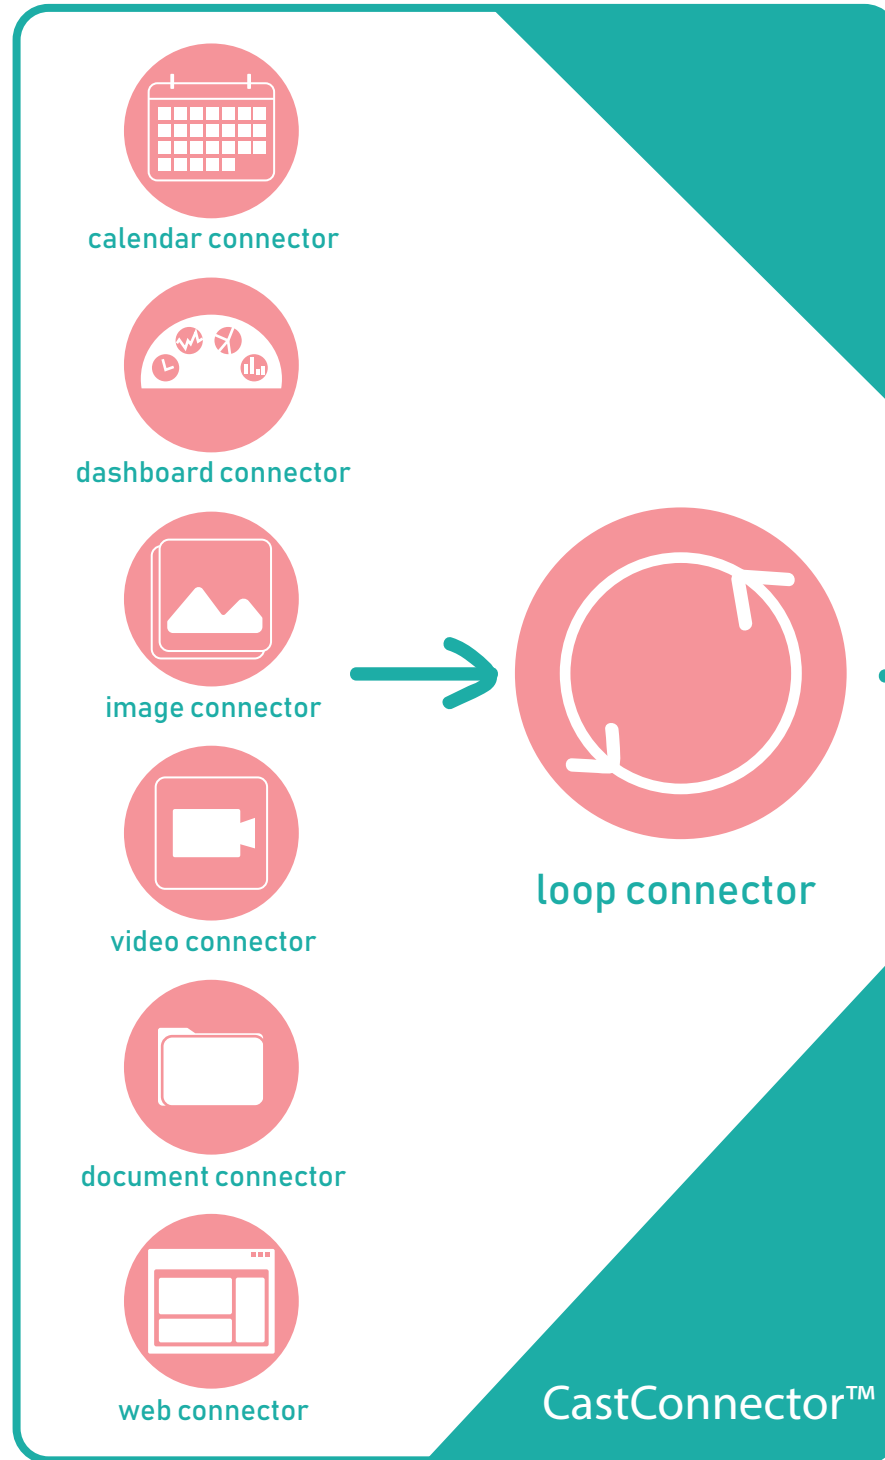 calendar connector
dashboard connector
image connector
video connector
document connector
web connector
loop connector
CastConnector™